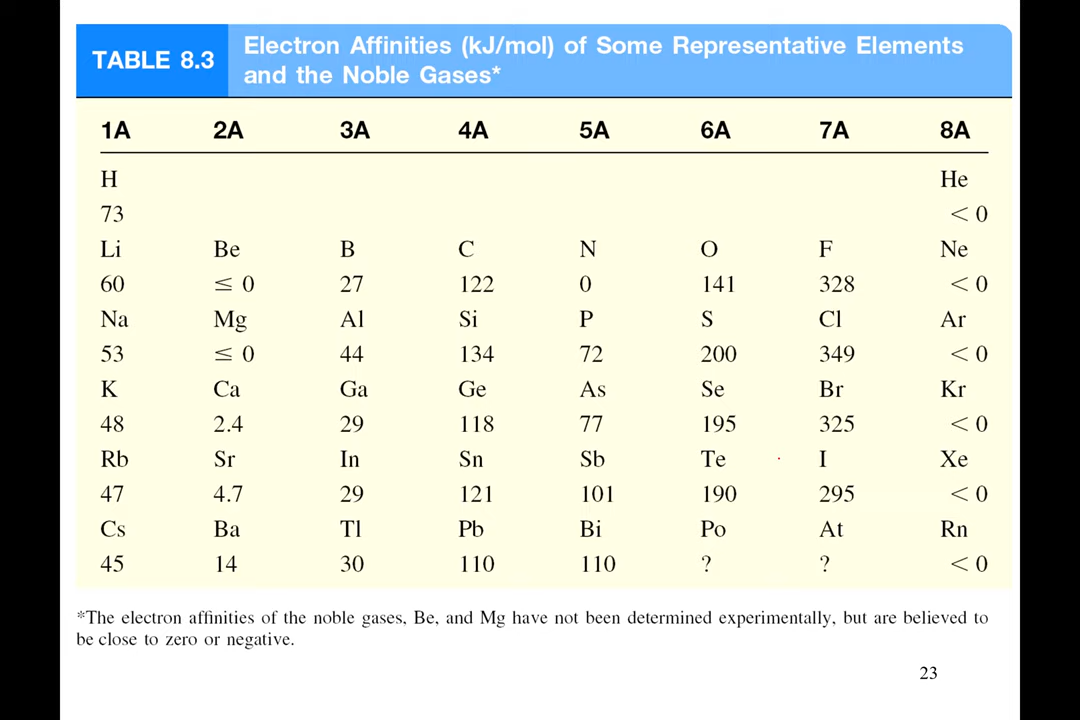 TABLE 8.3
Electron Affinities (kJ/mol) of Some Representative Elements
and the Noble Gases*
1A 2A 3A 4A 5A 6A 7A 8A
H He
73 < 0
Li Be B C N O F Ne
60 ≤ 0 27 122 0 141 328 < 0
Na Mg Al Si P S Cl Ar
53 ≤ 0 44 134 72 200 349 < 0
K Ca Ga Ge As Se Br Kr
48 2.4 29 118 77 195 325 < 0
Rb Sr In Sn Sb Te I Xe
47 4.7 29 121 101 190 295 < 0
Cs Ba Tl Pb Bi Po At Rn
45 14 30 110 110 ? ? < 0
*The electron affinities of the noble gases, Be, and Mg have not been determined experimentally, but are believed to
be close to zero or negative.
23